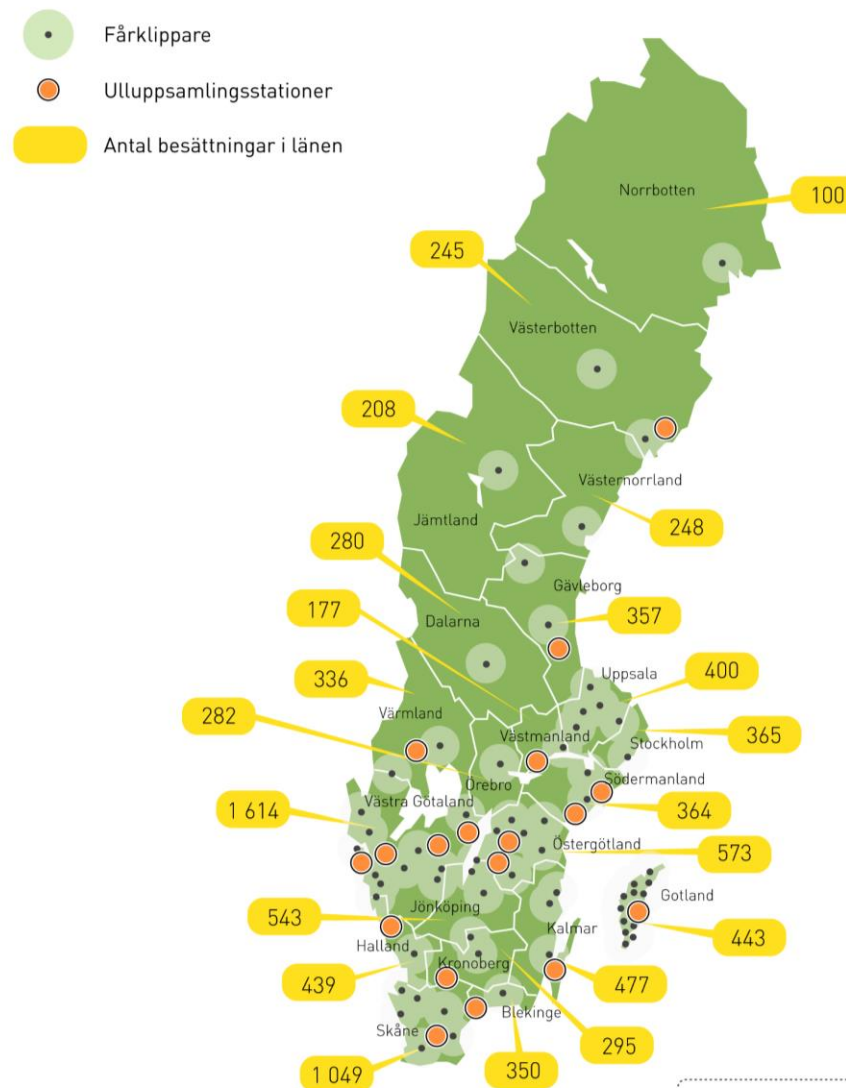 Fårklippare
Ulluppsamlingsstationer
Antal besättningar i länen
Norrbotten
100
245
Västerbotten
208
Västernorrland
248
Jämtland
280
Gävleborg
357
Dalarna
177
Uppsala
400
336
Värmland
282
Västmanland
Stockholm
365
Örebro
Södermanland
364
1 614
Västra Götaland
Östergötland
573
Gotland
443
Jönköping
543
Kalmar
477
Halland
439
Kronoberg
295
Blekinge
350
Skåne
1 049